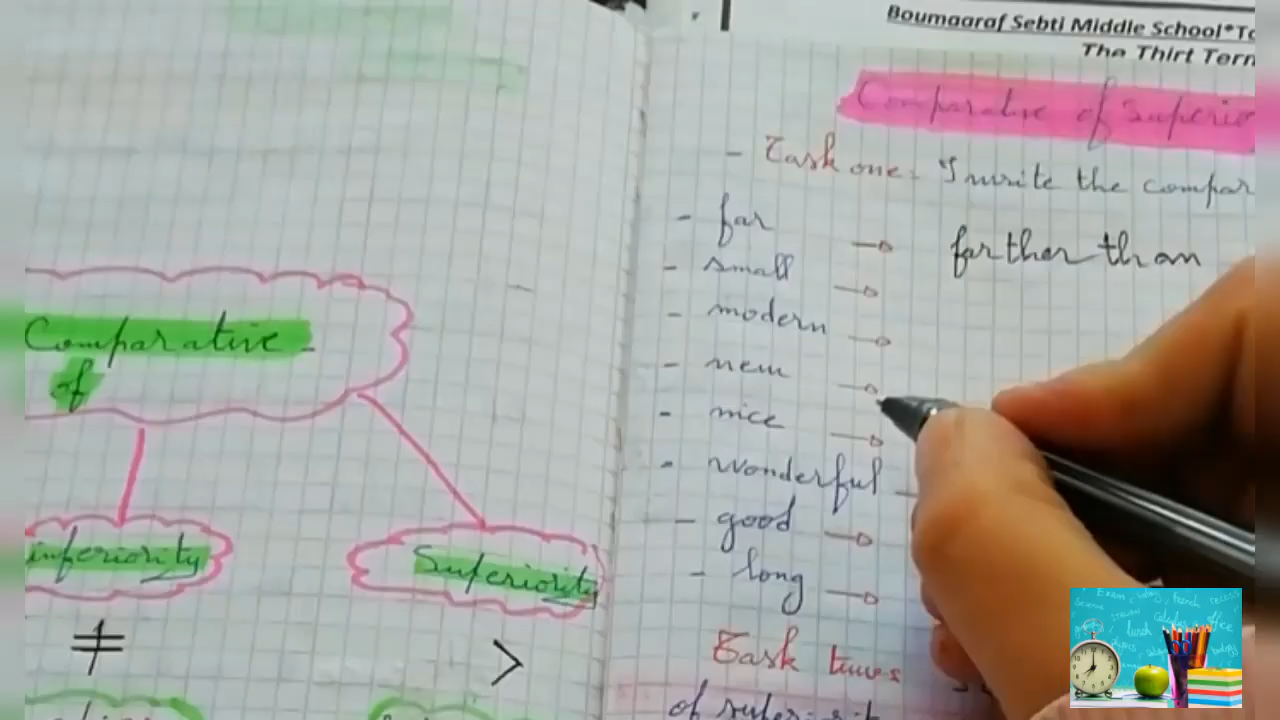 Boumaaraf Sebti Middle School*To
The Thirt Tern
Comparative of Superio
- Task one: I write the compar
- far → farther than
- small →
- modern →
- new →
- nice →
- wonderful -
- good →
- long →
Task two:
Comparative -
of
inferiority
Superiority
≠
>